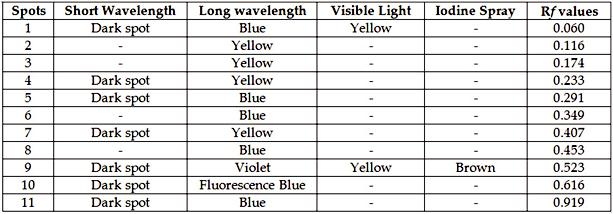 Spots Short Wavelength Long wavelength Visible Light Iodine Spray Rf values
1 Dark spot Blue Yellow - 0.060
2 - Yellow - - 0.116
3 - Yellow - - 0.174
4 Dark spot Yellow - - 0.233
5 Dark spot Blue - - 0.291
6 - Blue - - 0.349
7 Dark spot Yellow - - 0.407
8 - Blue - - 0.453
9 Dark spot Violet Yellow Brown 0.523
10 Dark spot Fluorescence Blue - - 0.616
11 Dark spot Blue - - 0.919